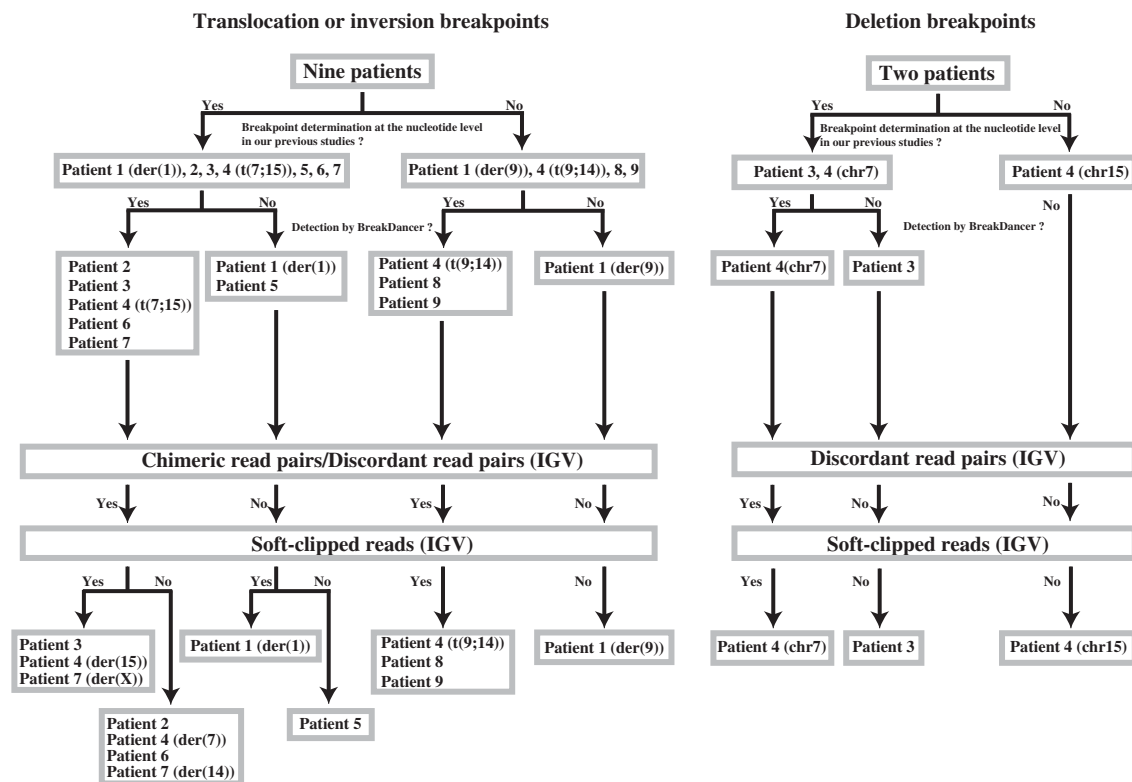 Translocation or inversion breakpoints
Nine patients
Yes
No
Breakpoint determination at the nucleotide level
in our previous studies ?
Patient 1 (der(1)), 2, 3, 4 (t(7;15)), 5, 6, 7
Patient 1 (der(9)), 4 (t(9;14)), 8, 9
Yes
No
Detection by BreakDancer ?
Yes
No
Patient 2
Patient 3
Patient 4 (t(7;15))
Patient 6
Patient 7
Patient 1 (der(1))
Patient 5
Patient 4 (t(9;14))
Patient 8
Patient 9
Patient 1 (der(9))
Chimeric read pairs/Discordant read pairs (IGV)
Yes
No
Yes
No
Soft-clipped reads (IGV)
Yes
No
Yes
No
Yes
No
Patient 3
Patient 4 (der(15))
Patient 7 (der(X))
Patient 1 (der(1))
Patient 4 (t(9;14))
Patient 8
Patient 9
Patient 1 (der(9))
Patient 2
Patient 4 (der(7))
Patient 6
Patient 7 (der(14))
Patient 5
Deletion breakpoints
Two patients
Yes
No
Breakpoint determination at the nucleotide level
in our previous studies ?
Patient 3, 4 (chr7)
Patient 4 (chr15)
Yes
No
No
Detection by BreakDancer ?
Patient 4(chr7)
Patient 3
Discordant read pairs (IGV)
Yes
No
No
Soft-clipped reads (IGV)
Yes
No
No
Patient 4 (chr7)
Patient 3
Patient 4 (chr15)